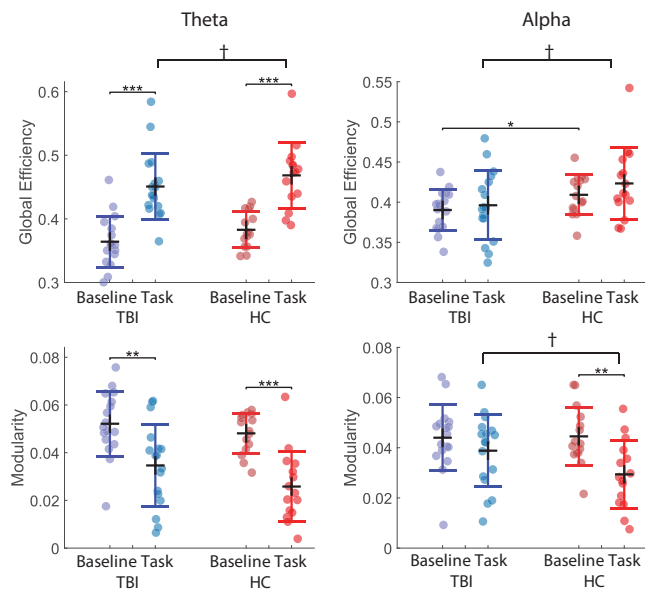 Theta
Alpha
†
***
***
0.6
0.5
0.4
0.3
Global Efficiency
Baseline Task
TBI
Baseline Task
HC
†
*
0.55
0.5
0.45
0.4
0.35
0.3
Global Efficiency
Baseline Task
TBI
Baseline Task
HC
**
***
0.08
0.06
0.04
0.02
0
Modularity
Baseline Task
TBI
Baseline Task
HC
†
**
0.08
0.06
0.04
0.02
0
Modularity
Baseline Task
TBI
Baseline Task
HC